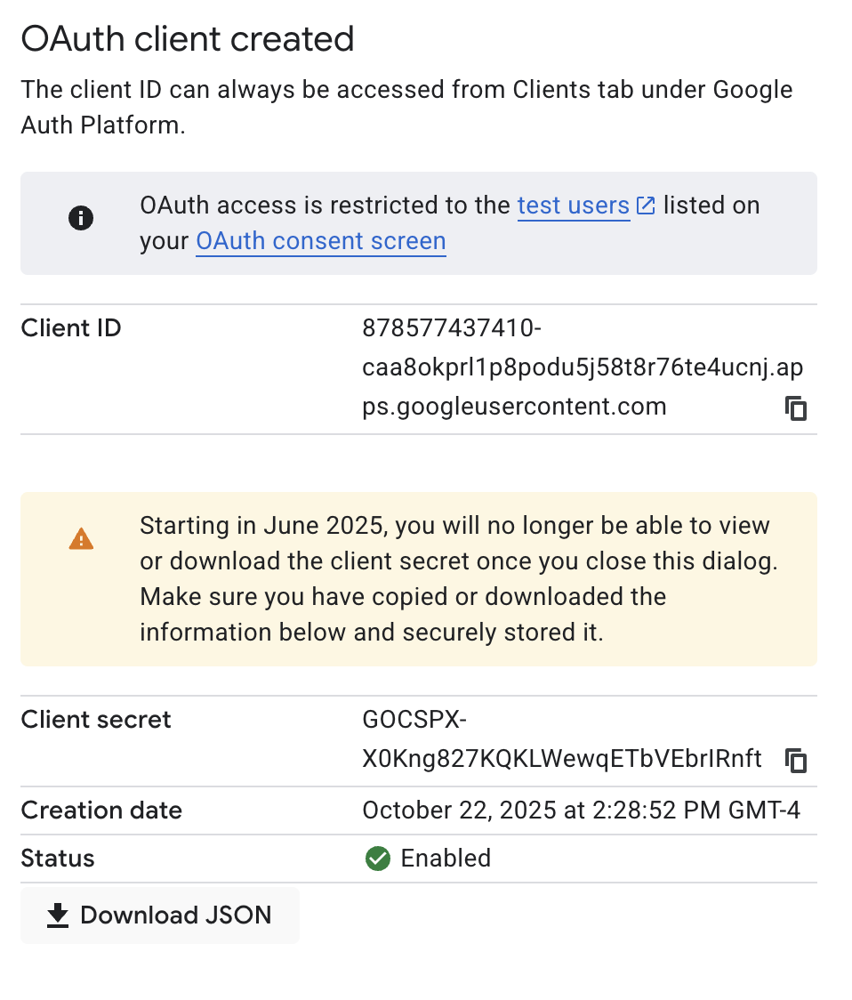 OAuth client created
The client ID can always be accessed from Clients tab under Google
Auth Platform.
OAuth access is restricted to the test users listed on
your OAuth consent screen
Client ID
878577437410-
caa8okprl1p8podu5j58t8r76te4ucnj.ap
ps.googleusercontent.com
Starting in June 2025, you will no longer be able to view
or download the client secret once you close this dialog.
Make sure you have copied or downloaded the
information below and securely stored it.
Client secret
GOCSPX-
X0Kng827KQKLWewqETbVEbrIRnft
Creation date
October 22, 2025 at 2:28:52 PM GMT-4
Status
Enabled
Download JSON